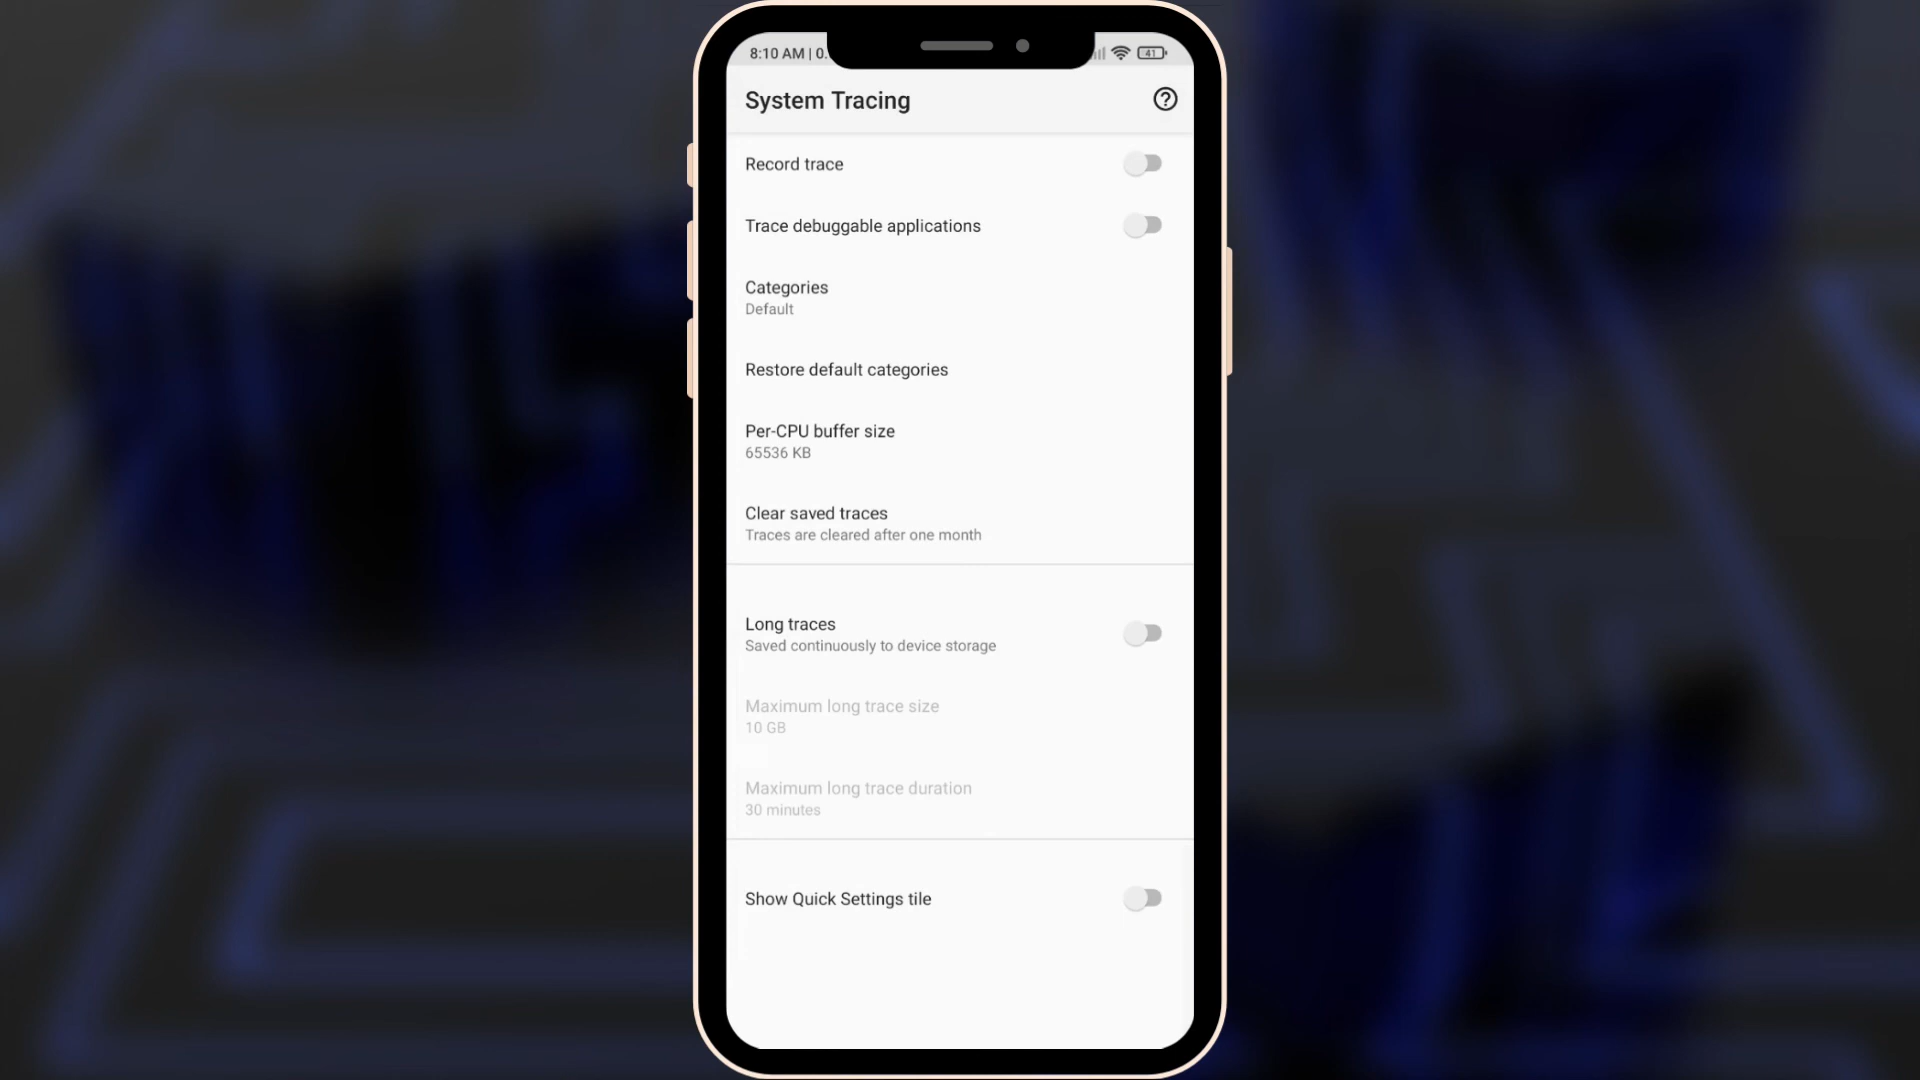 8:10 AM | 0.
41
System Tracing
Record trace
Trace debuggable applications
Categories
Default
Restore default categories
Per-CPU buffer size
65536 KB
Clear saved traces
Traces are cleared after one month
Long traces
Saved continuously to device storage
Maximum long trace size
10 GB
Maximum long trace duration
30 minutes
Show Quick Settings tile